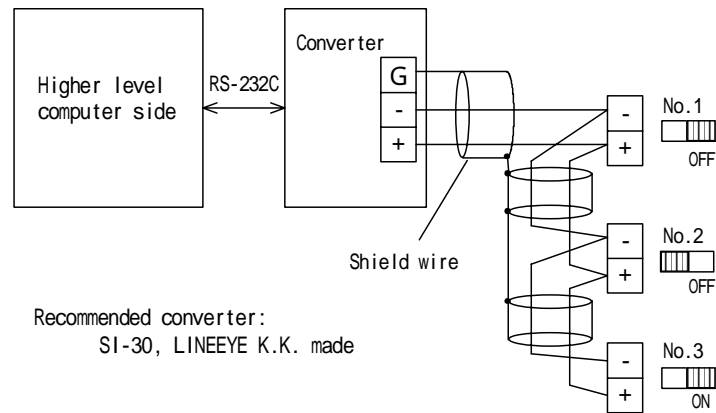 Higher level
computer side
RS-232C
Converter
G
-
+
Shield wire
-
+
No.1
OFF
-
+
No.2
OFF
-
+
No.3
ON
Recommended converter:
SI-30, LINEEYE K.K. made